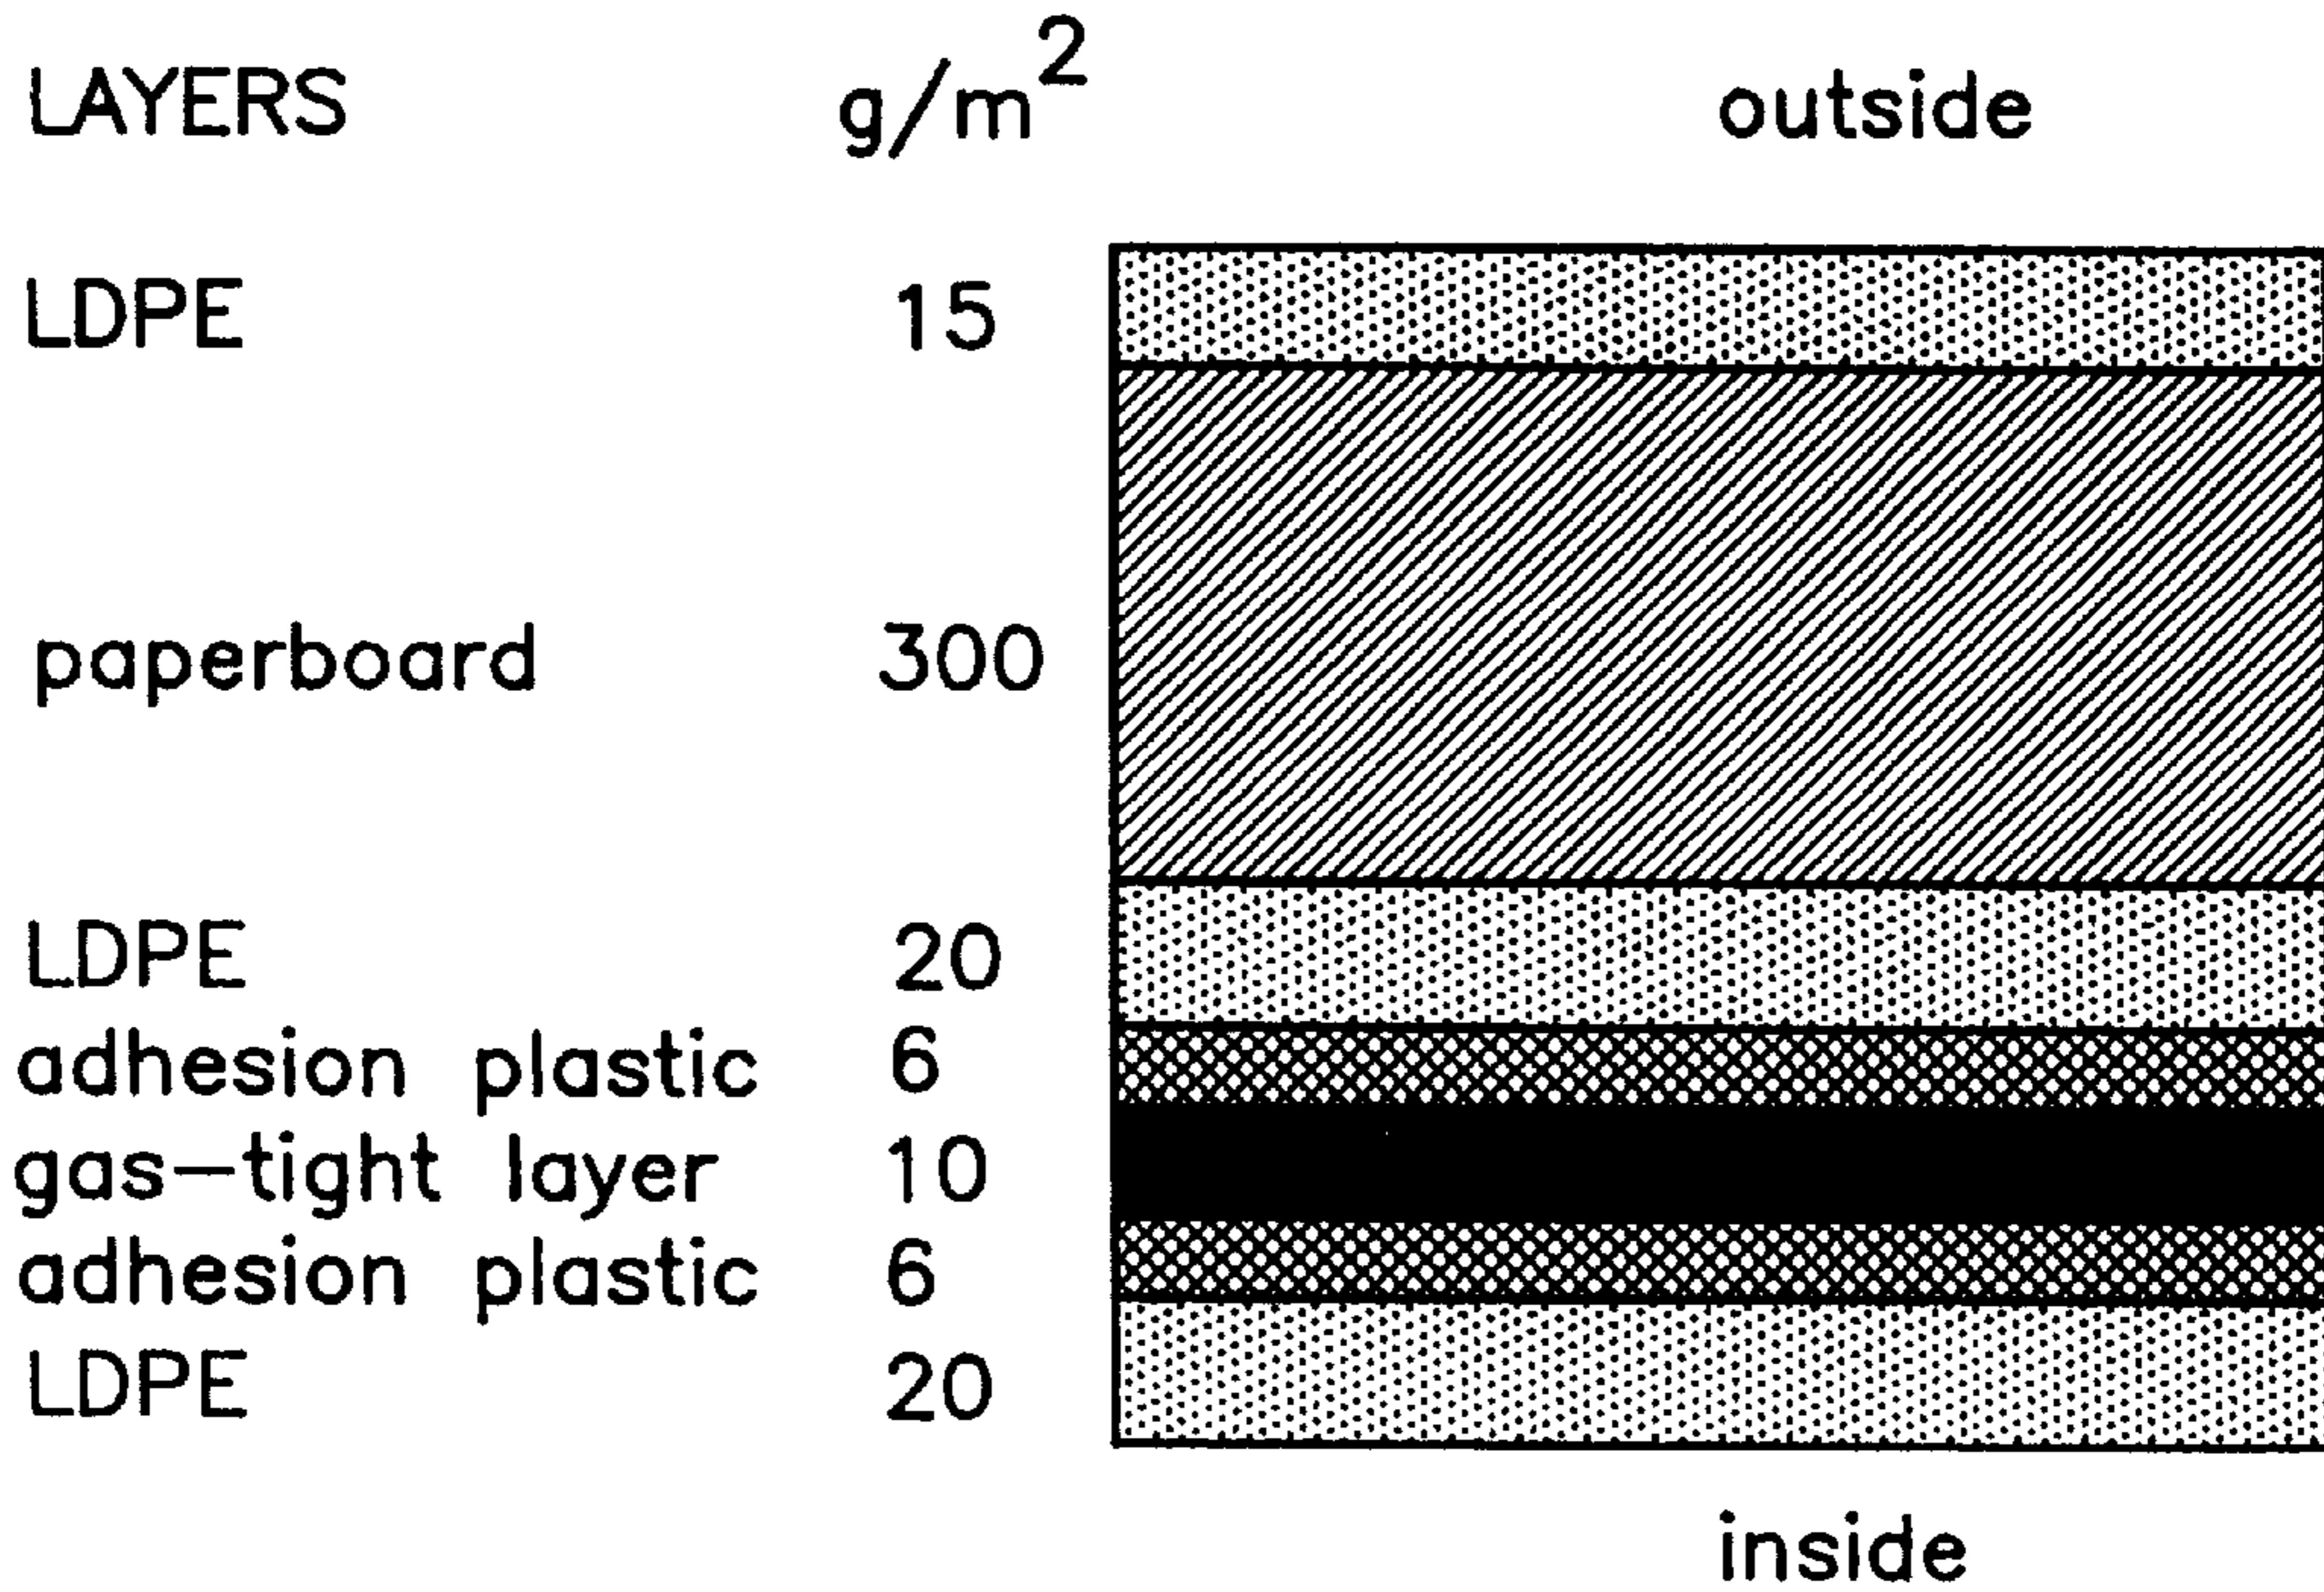 LAYERS g/m² outside
LDPE 15
paperboard 300
LDPE 20
adhesion plastic 6
gas-tight layer 10
adhesion plastic 6
LDPE 20
inside